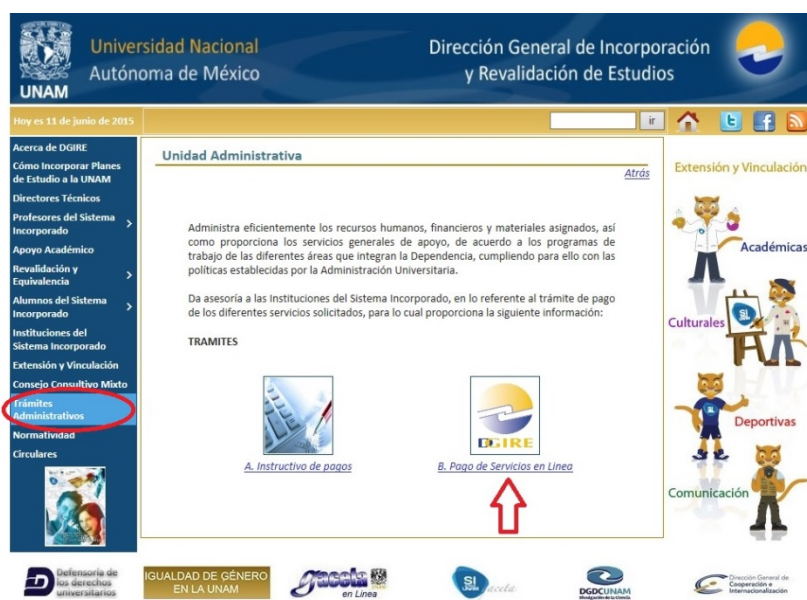 Universidad Nacional
Autónoma de México
UNAM
Dirección General de Incorporación
y Revalidación de Estudios
Hoy es 11 de junio de 2015
ir
Acerca de DGIRE
Cómo Incorporar Planes
de Estudio a la UNAM
Directores Técnicos
Profesores del Sistema
Incorporado
Apoyo Académico
Revalidación y
Equivalencia
Alumnos del Sistema
Incorporado
Instituciones del
Sistema Incorporado
Extensión y Vinculación
Consejo Consultivo Mixto
Trámites
Administrativos
Normatividad
Circulares
Unidad Administrativa
Atrás
Administra eficientemente los recursos humanos, financieros y materiales asignados, así
como proporciona los servicios generales de apoyo, de acuerdo a los programas de
trabajo de las diferentes áreas que integran la Dependencia, cumpliendo para ello con las
políticas establecidas por la Administración Universitaria.
Da asesoría a las Instituciones del Sistema Incorporado, en lo referente al trámite de pago
de los diferentes servicios solicitados, para lo cual proporciona la siguiente información:
TRAMITES
DGIRE
A. Instructivo de pagos
B. Pago de Servicios en Linea
Extensión y Vinculación
Académicas
Culturales
Deportivas
Comunicación
Defensoría de
los derechos
universitarios
IGUALDAD DE GÉNERO
EN LA UNAM
gaceta
en Linea
SI
gaceta
DGDCUNAM
Divulgación de la Ciencia
Dirección General de
Cooperación e
Internacionalización